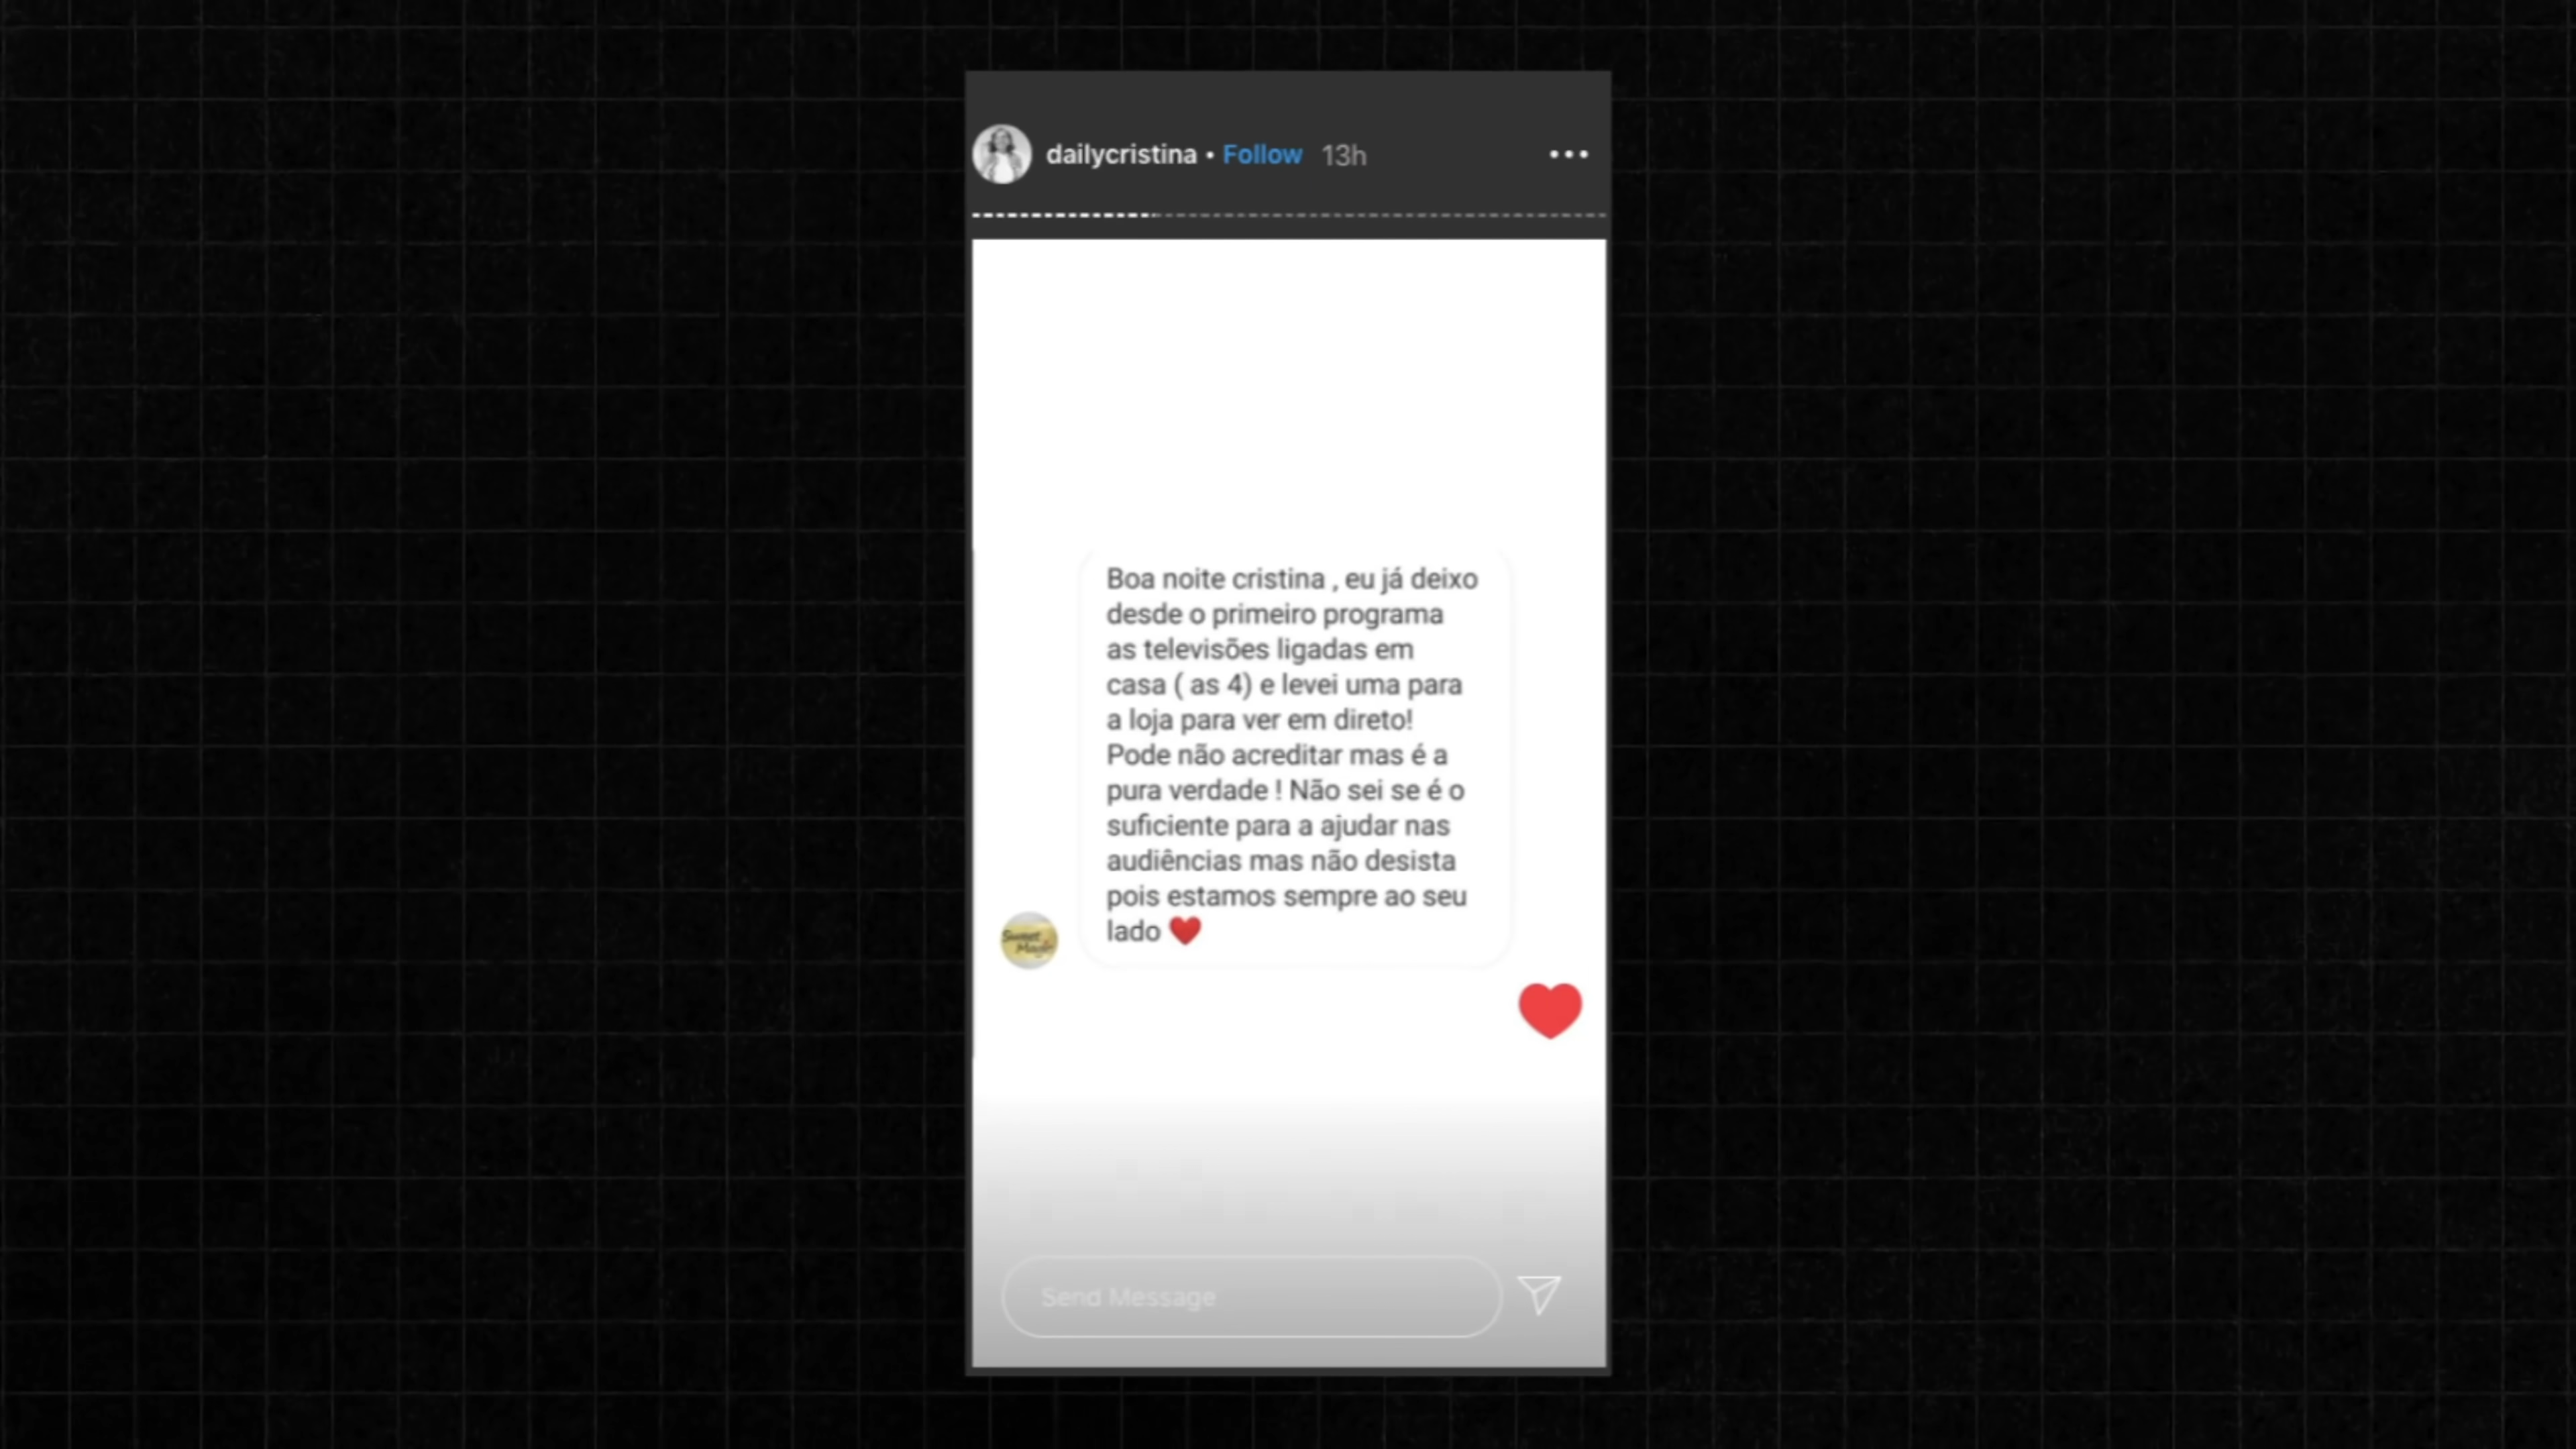 dailycristina • Follow 13h
Boa noite cristina , eu já deixo
desde o primeiro programa
as televisões ligadas em
casa ( as 4) e levei uma para
a loja para ver em direto!
Pode não acreditar mas é a
pura verdade ! Não sei se é o
suficiente para a ajudar nas
audiências mas não desista
pois estamos sempre ao seu
lado ❤️
Sweet
Magic
Send Message